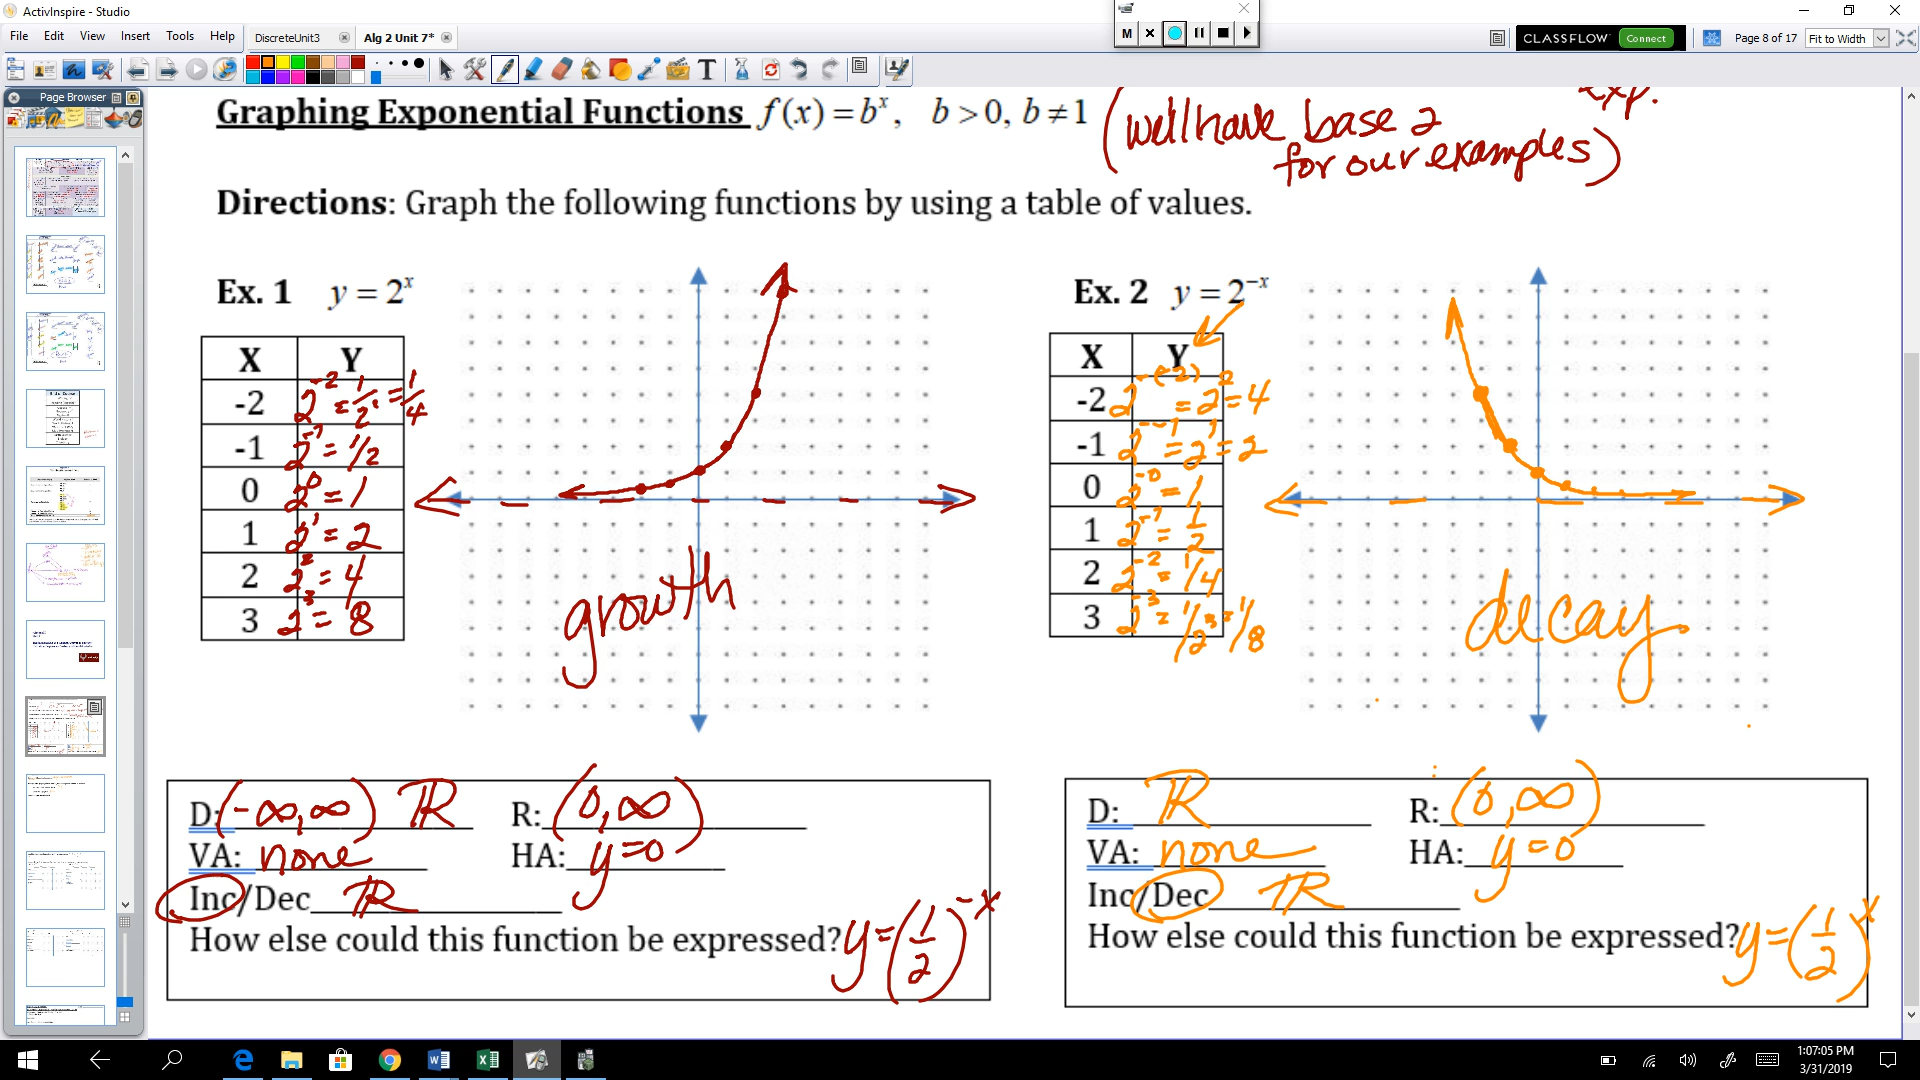 ActivInspire - Studio
File Edit View Insert Tools Help
DiscreteUnit3
Alg 2 Unit 7*
M
CLASSFLOW Connect
Page 8 of 17
Fit to Width
Page Browser
exp.
Graphing Exponential Functions f(x) = b^x, b > 0, b ≠ 1
(we'll have base 2
for our examples)
Directions: Graph the following functions by using a table of values.
Ex. 1 y = 2^x
X Y
-2 2^-2 = 1/2^2 = 1/4
-1 2^-1 = 1/2
0 2^0 = 1
1 2^1 = 2
2 2^2 = 4
3 2^3 = 8
growth
D: (-∞, ∞) ℝ R: (0, ∞)
VA: none HA: y=0
Inc/Dec ℝ
How else could this function be expressed? y=(1/2)^-x
Ex. 2 y = 2^-x
X Y
-2 2^-(-2) = 2^2 = 4
-1 2^--1 = 2^1 = 2
0 2^-0 = 1
1 2^-1 = 1/2
2 2^-2 = 1/4
3 2^-3 = 1/2^3 = 1/8
decay
D: ℝ R: (0, ∞)
VA: none HA: y=0
Inc/Dec ℝ
How else could this function be expressed? y=(1/2)^x
1:07:05 PM
3/31/2019